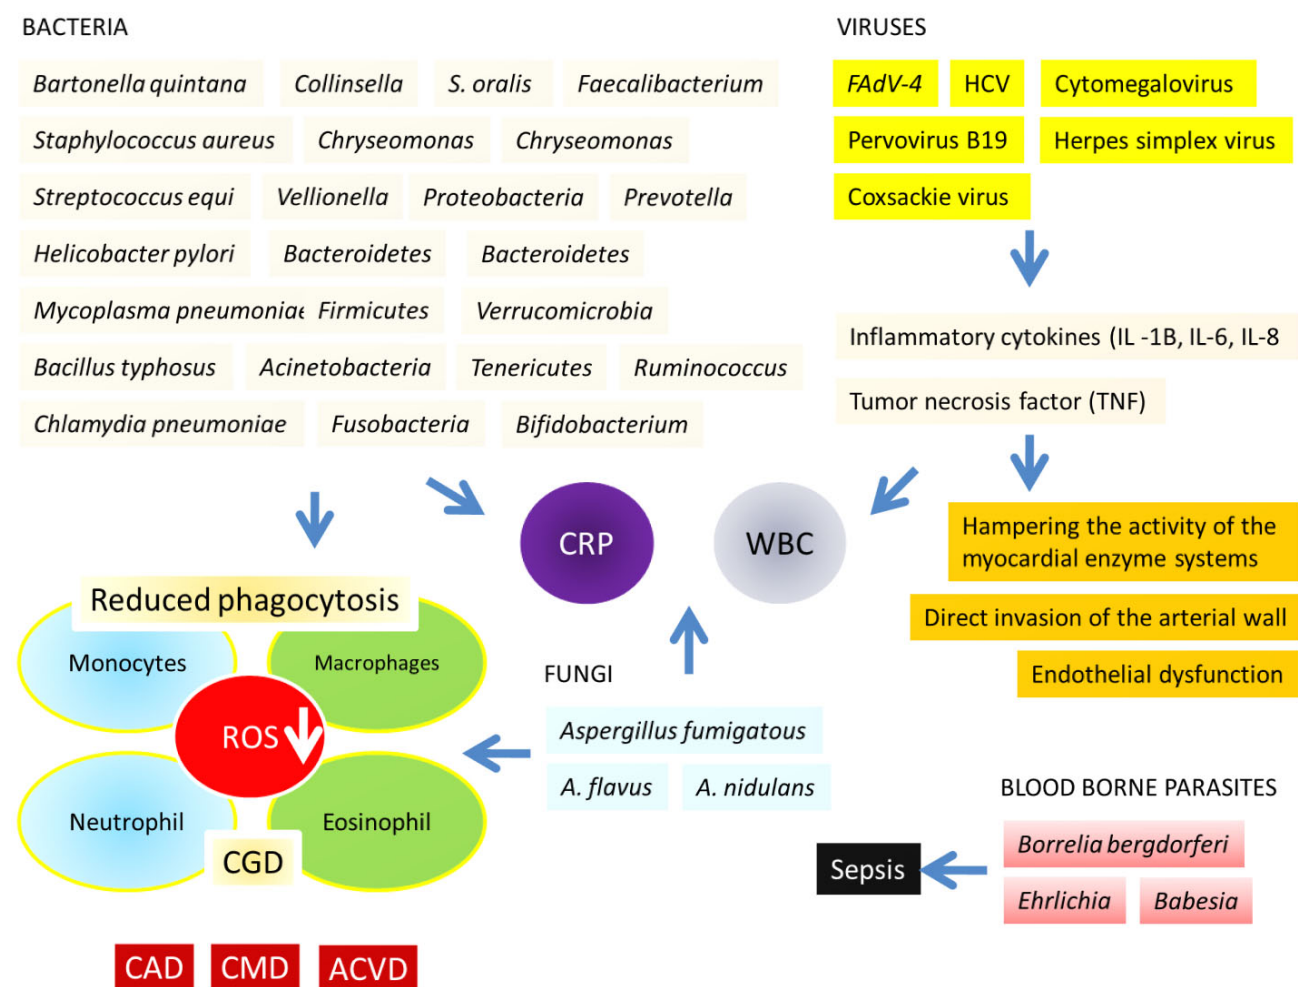 BACTERIA
Bartonella quintana
Collinsella
S. oralis
Faecalibacterium
Staphylococcus aureus
Chryseomonas
Chryseomonas
Streptococcus equi
Vellionella
Proteobacteria
Prevotella
Helicobacter pylori
Bacteroidetes
Bacteroidetes
Mycoplasma pneumoniae
Firmicutes
Verrucomicrobia
Bacillus typhosus
Acinetobacteria
Tenericutes
Ruminococcus
Chlamydia pneumoniae
Fusobacteria
Bifidobacterium
VIRUSES
FAdV-4
HCV
Cytomegalovirus
Pervovirus B19
Herpes simplex virus
Coxsackie virus
Inflammatory cytokines (IL -1B, IL-6, IL-8
Tumor necrosis factor (TNF)
CRP
WBC
Hampering the activity of the
myocardial enzyme systems
Direct invasion of the arterial wall
Endothelial dysfunction
Reduced phagocytosis
Monocytes
Macrophages
ROS
Neutrophil
Eosinophil
CGD
FUNGI
Aspergillus fumigatous
A. flavus
A. nidulans
BLOOD BORNE PARASITES
Borrelia bergdorferi
Ehrlichia
Babesia
Sepsis
CAD
CMD
ACVD